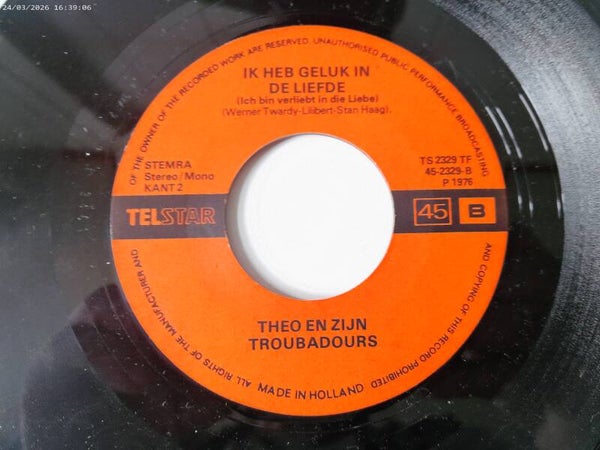 24/03/2026 16:39:06
ALL RIGHTS OF THE MANUFACTURER AND OF THE OWNER OF THE RECORDED WORK ARE RESERVED. UNAUTHORISED PUBLIC PERFORMANCE BROADCASTING AND COPYING OF THIS RECORD PROHIBITED
IK HEB GELUK IN
DE LIEFDE
(Ich bin verliebt in die Liebe)
(Werner Twardy-Lilibert-Stan Haag).
STEMRA
Stereo/Mono
KANT 2
TS 2329 TF
45-2329-B
P 1976
TELSTAR
45
B
THEO EN ZIJN
TROUBADOURS
MADE IN HOLLAND